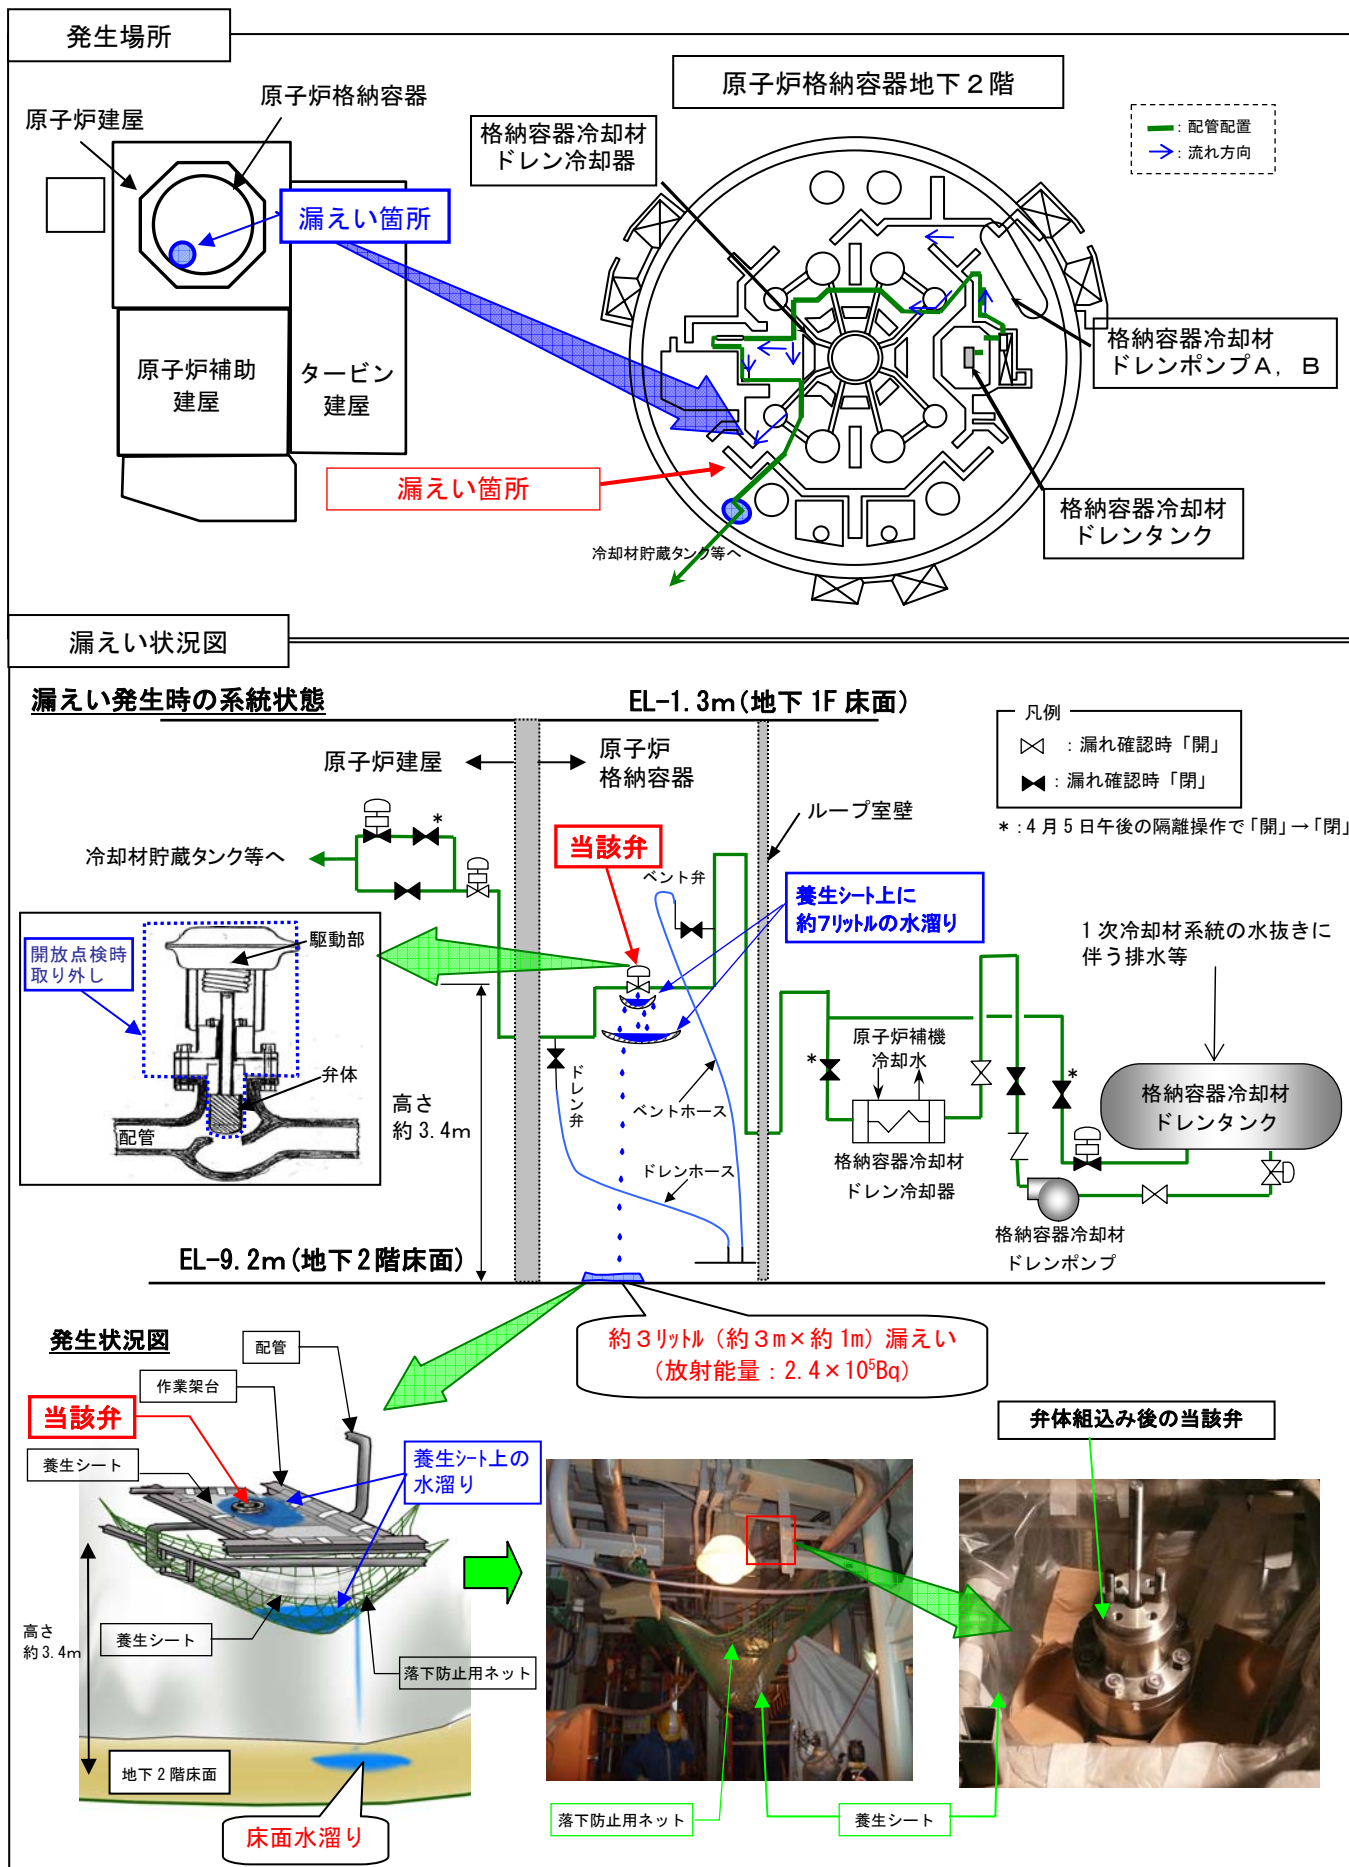 発生場所
原子炉建屋
原子炉格納容器
漏えい箇所
原子炉補助
建屋
タービン
建屋
原子炉格納容器地下２階
格納容器冷却材
ドレン冷却器
：配管配置
：流れ方向
格納容器冷却材
ドレンポンプＡ，Ｂ
格納容器冷却材
ドレンタンク
漏えい箇所
冷却材貯蔵タンク等へ
漏えい状況図
漏えい発生時の系統状態
EL-1.3m(地下1F床面)
原子炉建屋
原子炉
格納容器
凡例
：漏れ確認時「開」
：漏れ確認時「閉」
＊：4月5日午後の隔離操作で「開」→「閉」
ループ室壁
当該弁
ベント弁
*
冷却材貯蔵タンク等へ
養生シート上に
約7リットルの水溜り
開放点検時
取り外し
駆動部
弁体
配管
高さ
約3.4m
ドレン弁
ベントホース
ドレンホース
1次冷却材系統の水抜きに
伴う排水等
原子炉補機
冷却水
*
*
格納容器冷却材
ドレン冷却器
格納容器冷却材
ドレンタンク
格納容器冷却材
ドレンポンプ
EL-9.2m(地下2階床面)
約３リットル（約３m×約1m）漏えい
（放射能量：2.4×10⁵Bq）
発生状況図
配管
作業架台
当該弁
養生シート
養生シート上の
水溜り
高さ
約3.4m
養生シート
落下防止用ネット
地下２階床面
床面水溜り
弁体組込み後の当該弁
落下防止用ネット
養生シート